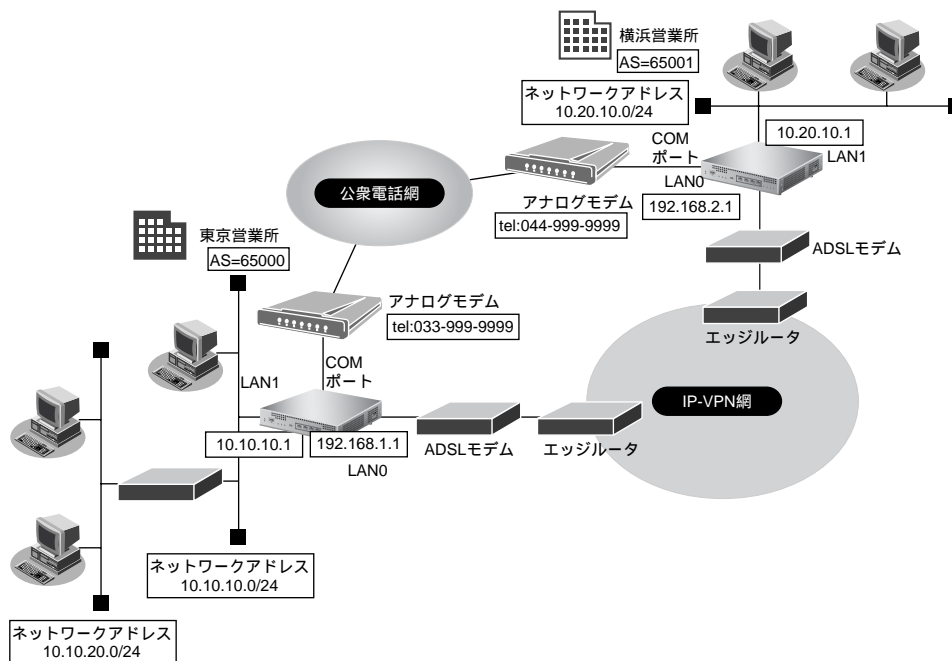 横浜営業所
AS=65001
ネットワークアドレス
10.20.10.0/24
10.20.10.1
LAN1
COM
ポート
LAN0
192.168.2.1
アナログモデム
tel:044-999-9999
公衆電話網
ADSLモデム
エッジルータ
東京営業所
AS=65000
アナログモデム
tel:033-999-9999
LAN1
COM
ポート
10.10.10.1
192.168.1.1
LAN0
ADSLモデム
エッジルータ
IP-VPN網
ネットワークアドレス
10.10.10.0/24
ネットワークアドレス
10.10.20.0/24